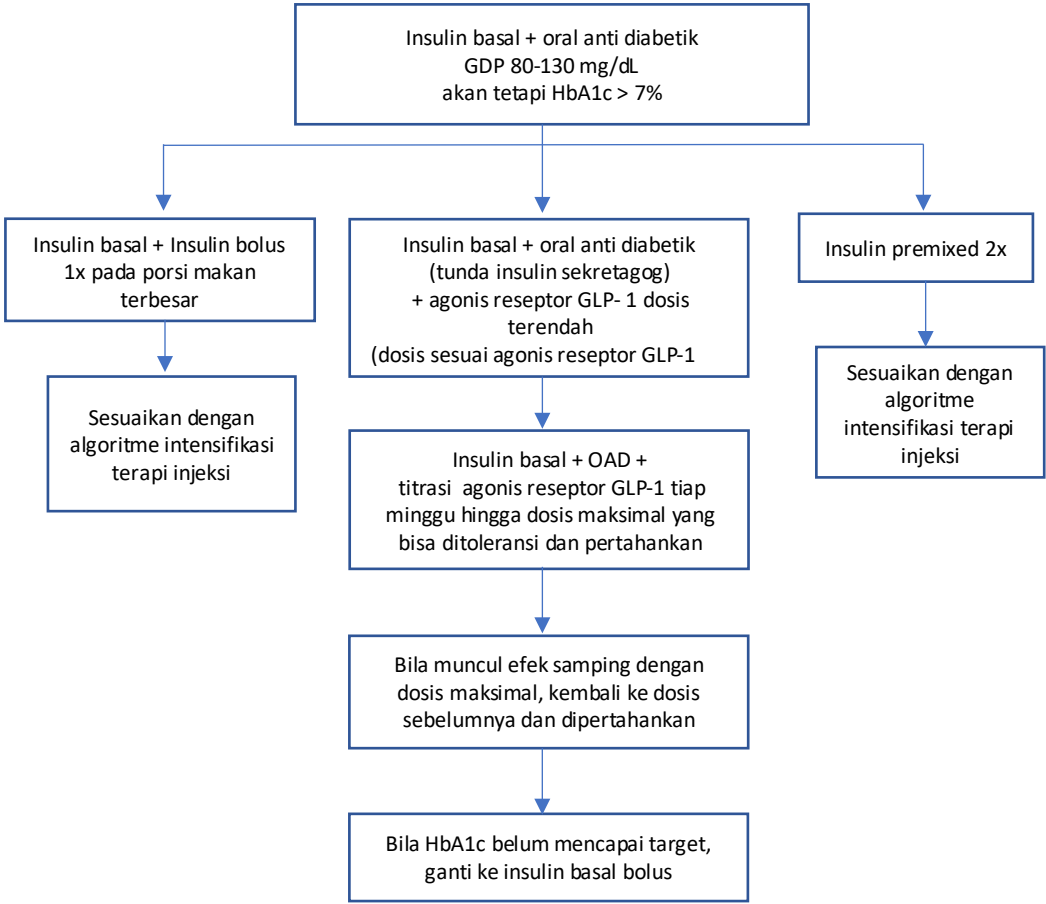 Insulin basal + oral anti diabetik
GDP 80-130 mg/dL
akan tetapi HbA1c > 7%
Insulin basal + Insulin bolus
1x pada porsi makan
terbesar
Sesuaikan dengan
algoritme intensifikasi
terapi injeksi
Insulin basal + oral anti diabetik
(tunda insulin sekretagog)
+ agonis reseptor GLP- 1 dosis
terendah
(dosis sesuai agonis reseptor GLP-1
Insulin basal + OAD +
titrasi agonis reseptor GLP-1 tiap
minggu hingga dosis maksimal yang
bisa ditoleransi dan pertahankan
Bila muncul efek samping dengan
dosis maksimal, kembali ke dosis
sebelumnya dan dipertahankan
Bila HbA1c belum mencapai target,
ganti ke insulin basal bolus
Insulin premixed 2x
Sesuaikan dengan
algoritme
intensifikasi terapi
injeksi